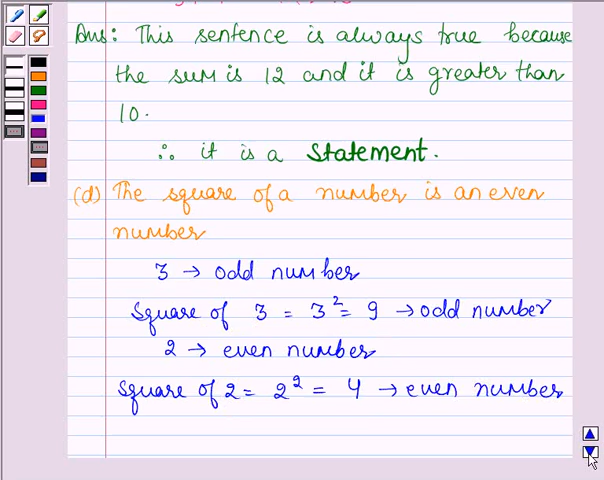 Ans: This sentence is always true because
the sum is 12 and it is greater than
10.
∴ it is a Statement.
(d) The square of a number is an even
number
3 → odd number
Square of 3 = 3² = 9 → odd number
2 → even number
Square of 2 = 2² = 4 → even number